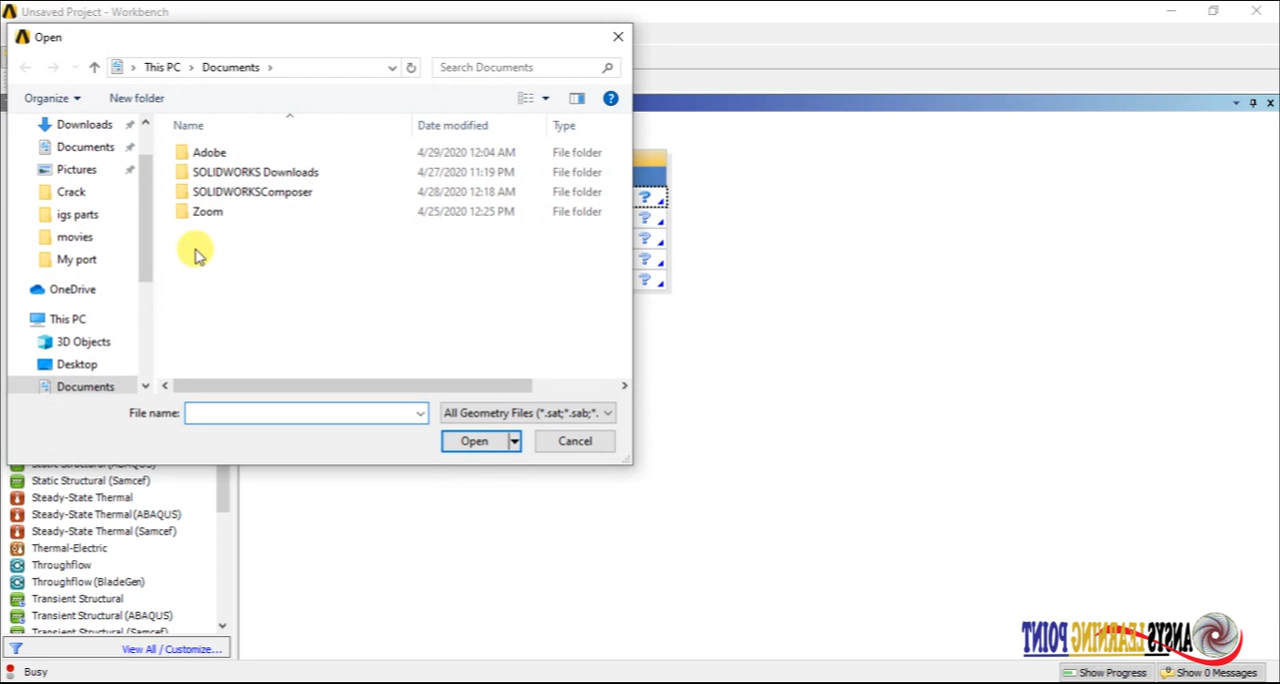 Unsaved Project - Workbench
Open
This PC > Documents >
Search Documents
Organize
New folder
Name
Date modified
Type
Downloads
Documents
Pictures
Crack
igs parts
movies
My port
OneDrive
This PC
3D Objects
Desktop
Documents
Adobe 4/29/2020 12:04 AM File folder
SOLIDWORKS Downloads 4/27/2020 11:19 PM File folder
SOLIDWORKSComposer 4/28/2020 12:18 AM File folder
Zoom 4/25/2020 12:25 PM File folder
File name:
All Geometry Files (*.sat;*.sab;*.
Open
Cancel
Static Structural (ABAQUS)
Static Structural (Samcef)
Steady-State Thermal
Steady-State Thermal (ABAQUS)
Steady-State Thermal (Samcef)
Thermal-Electric
Throughflow
Throughflow (BladeGen)
Transient Structural
Transient Structural (ABAQUS)
Transient Structural (Samcef)
View All / Customize...
ANSYS LEARNING POINT
Busy
Show Progress
Show 0 Messages